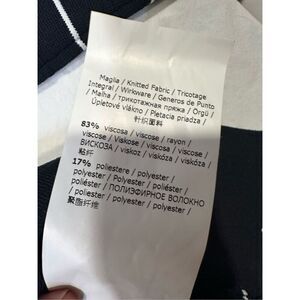 Maglia / Knitted Fabric / Tricotage
Integral / Wirkware / Generos de Punto
/ Malha / трикотажная пряжа / Orgü /
Úpletové vlákno / Pletacia priadza /
针织面料
83% viscosa / viscose / rayon /
viscose / Viskose / viscosa / viscose /
ВИСКОЗА / viskoz / viskóza / viskóza /
粘纤
17% poliestere / polyester /
polyester / Polyester / poliéster /
poliéster / ПОЛИЭФИРНОЕ ВОЛОКНО
/ polyester / polyester / polyester /
聚酯纤维